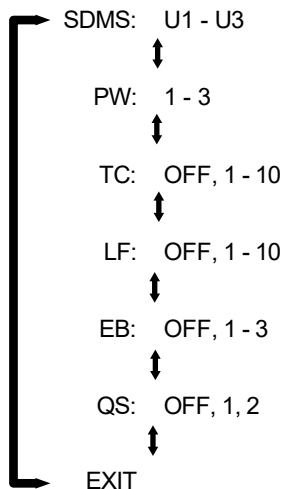 SDMS: U1 - U3
PW: 1 - 3
TC: OFF, 1 - 10
LF: OFF, 1 - 10
EB: OFF, 1 - 3
QS: OFF, 1, 2
EXIT